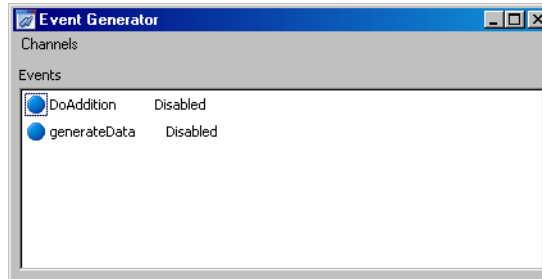 Event Generator
Channels
Events
DoAddition Disabled
generateData Disabled